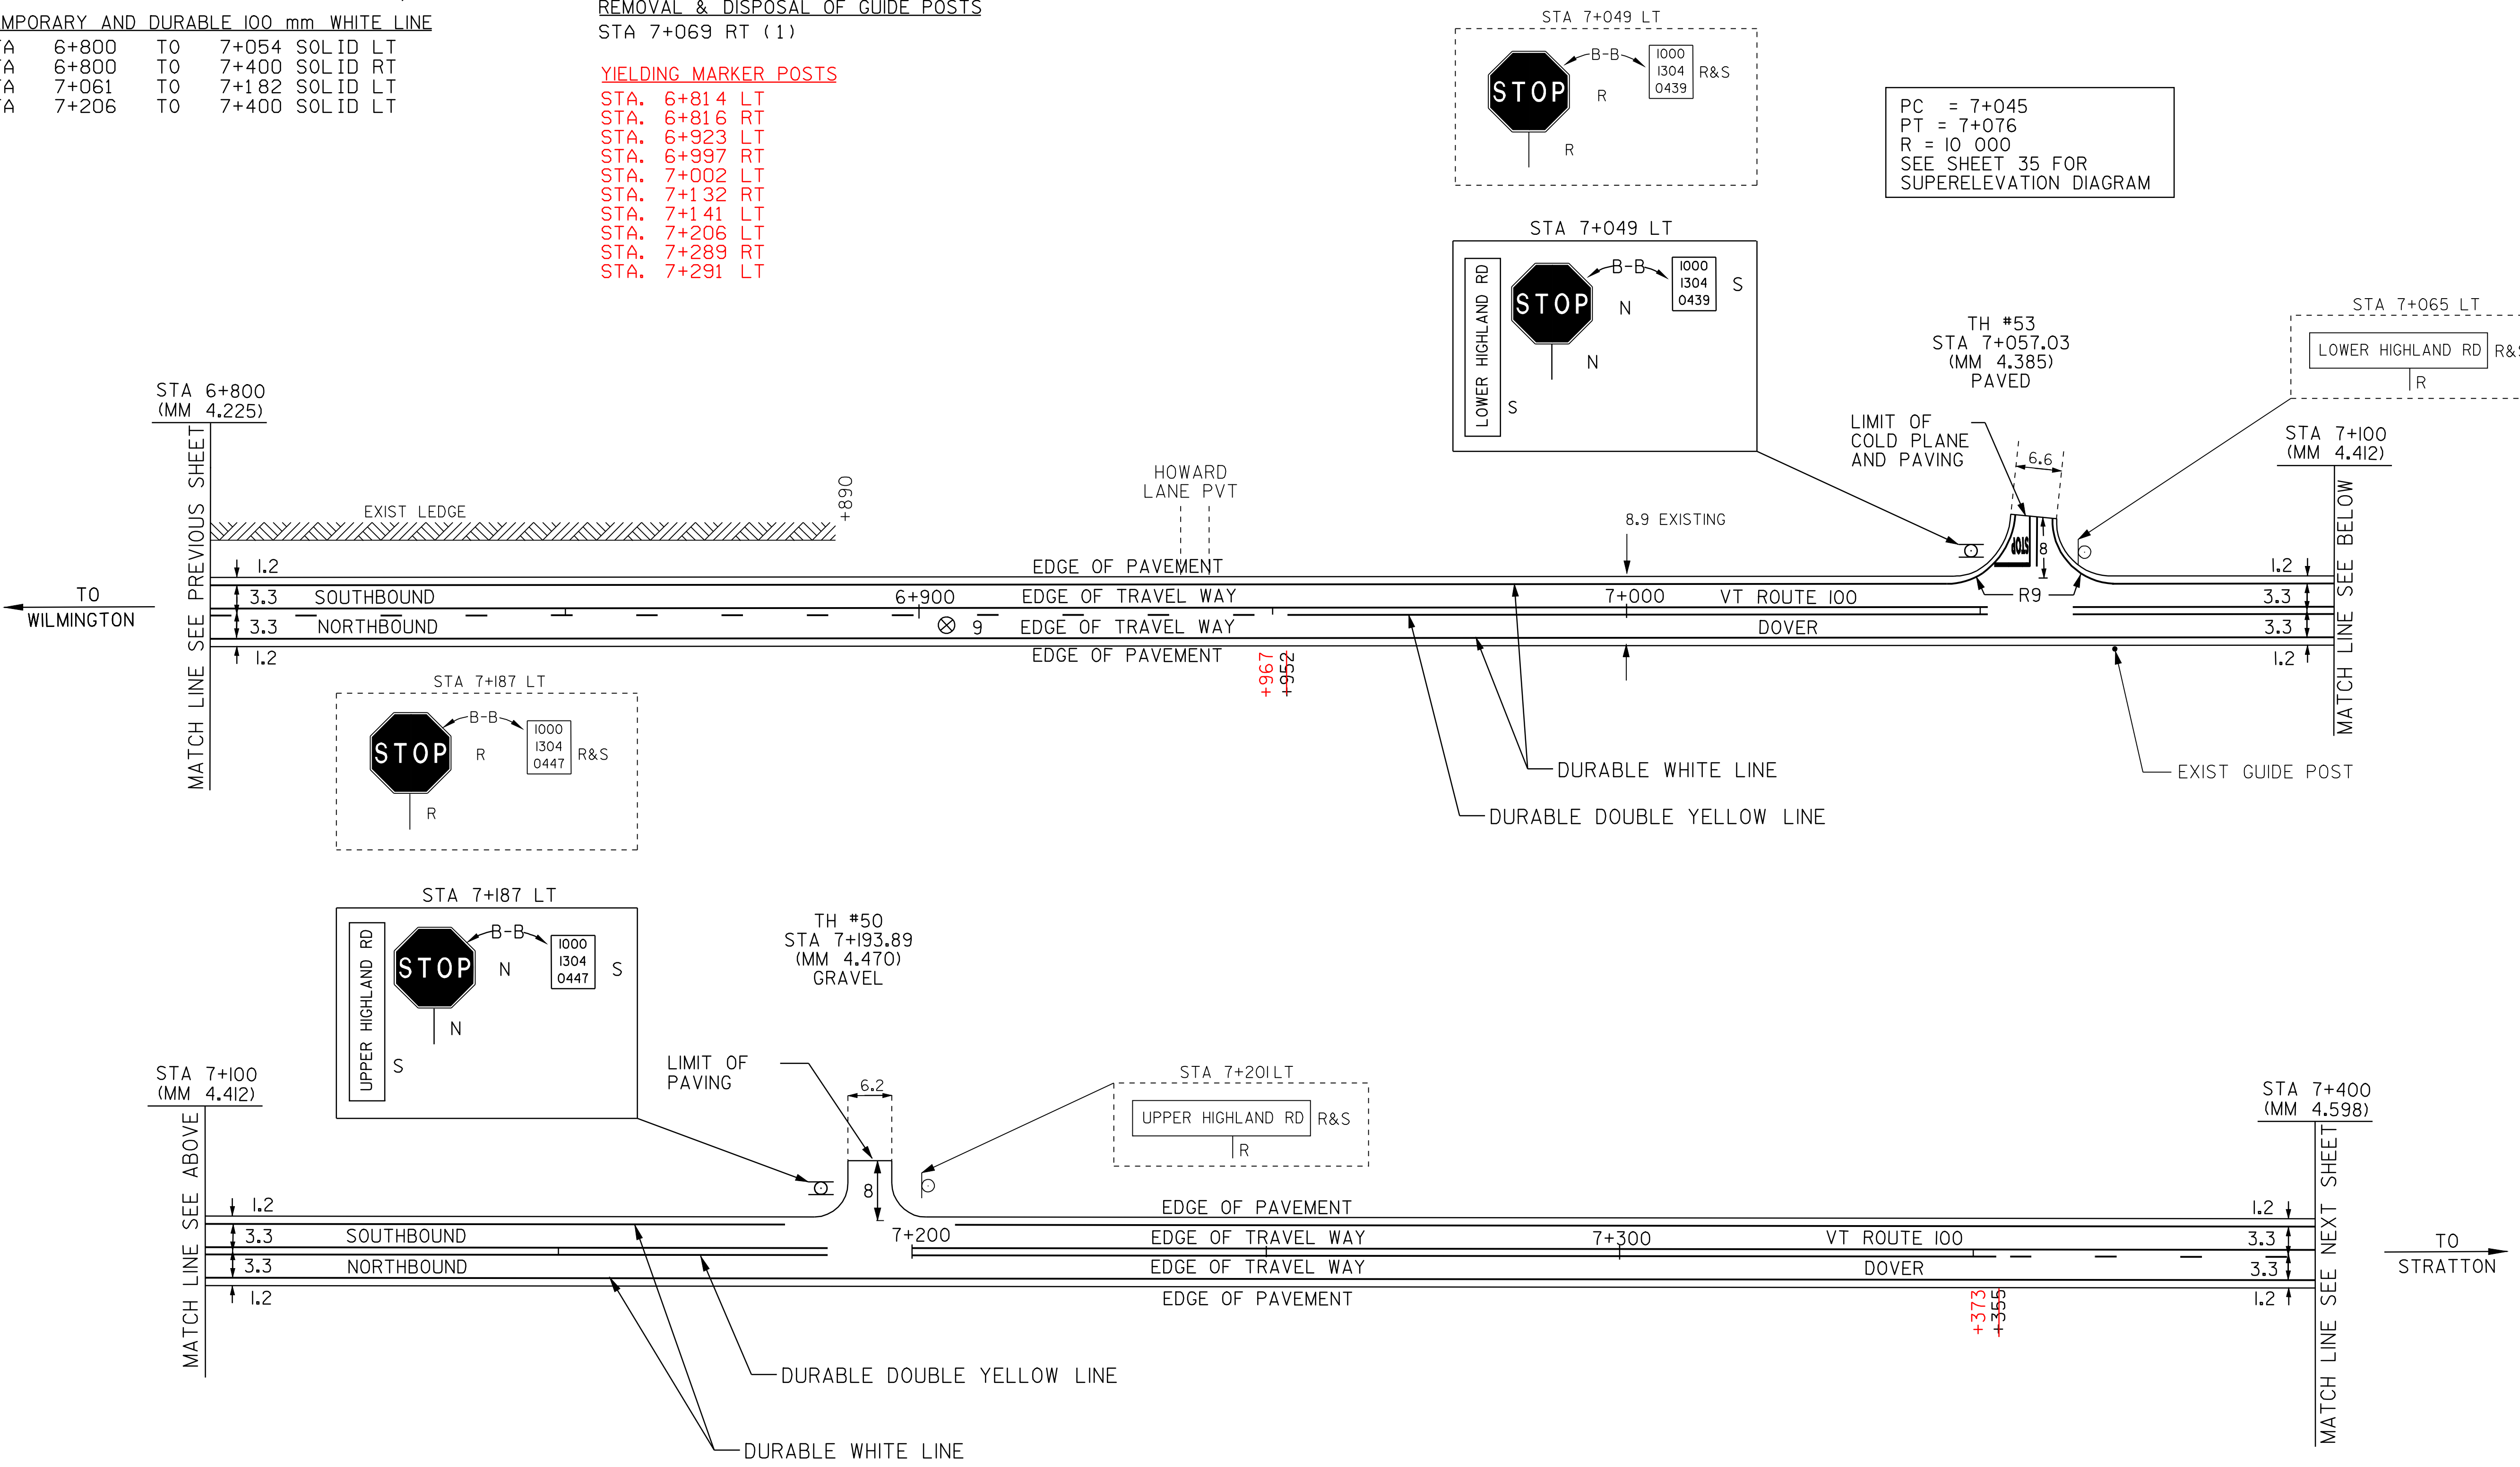 MPORARY AND DURABLE 100 mm WHITE LINE
TA 6+800 TO 7+054 SOLID LT
TA 6+800 TO 7+400 SOLID RT
TA 7+061 TO 7+182 SOLID LT
TA 7+206 TO 7+400 SOLID LT
REMOVAL & DISPOSAL OF GUIDE POSTS
STA 7+069 RT (1)
YIELDING MARKER POSTS
STA. 6+814 LT
STA. 6+816 RT
STA. 6+923 LT
STA. 6+997 RT
STA. 7+002 LT
STA. 7+132 RT
STA. 7+141 LT
STA. 7+206 LT
STA. 7+289 RT
STA. 7+291 LT
STA 7+049 LT
STOP
B-B
1000
1304
0439
R&S
R
R
PC = 7+045
PT = 7+076
R = 10 000
SEE SHEET 35 FOR
SUPERELEVATION DIAGRAM
STA 7+049 LT
LOWER HIGHLAND RD
STOP
B-B
1000
1304
0439
S
N
N
S
TH #53
STA 7+057.03
(MM 4.385)
PAVED
STA 7+065 LT
LOWER HIGHLAND RD
R&S
R
STA 6+800
(MM 4.225)
MATCH LINE SEE PREVIOUS SHEET
EXIST LEDGE
+890
HOWARD
LANE PVT
8.9 EXISTING
LIMIT OF
COLD PLANE
AND PAVING
6.6
STOP
8
R9
STA 7+100
(MM 4.412)
MATCH LINE SEE BELOW
TO
WILMINGTON
1.2
3.3
3.3
1.2
SOUTHBOUND
NORTHBOUND
6+900
9
EDGE OF PAVEMENT
EDGE OF TRAVEL WAY
EDGE OF TRAVEL WAY
EDGE OF PAVEMENT
7+000
VT ROUTE 100
DOVER
1.2
3.3
3.3
1.2
+967
+952
DURABLE WHITE LINE
DURABLE DOUBLE YELLOW LINE
EXIST GUIDE POST
STA 7+187 LT
STOP
B-B
1000
1304
0447
R&S
R
R
STA 7+187 LT
UPPER HIGHLAND RD
STOP
B-B
1000
1304
0447
S
N
N
S
TH #50
STA 7+193.89
(MM 4.470)
GRAVEL
LIMIT OF
PAVING
6.2
8
STA 7+201LT
UPPER HIGHLAND RD
R&S
R
STA 7+100
(MM 4.412)
MATCH LINE SEE ABOVE
STA 7+400
(MM 4.598)
MATCH LINE SEE NEXT SHEET
1.2
3.3
3.3
1.2
SOUTHBOUND
NORTHBOUND
7+200
EDGE OF PAVEMENT
EDGE OF TRAVEL WAY
EDGE OF TRAVEL WAY
EDGE OF PAVEMENT
7+300
VT ROUTE 100
DOVER
1.2
3.3
3.3
1.2
TO
STRATTON
+373
+355
DURABLE DOUBLE YELLOW LINE
DURABLE WHITE LINE